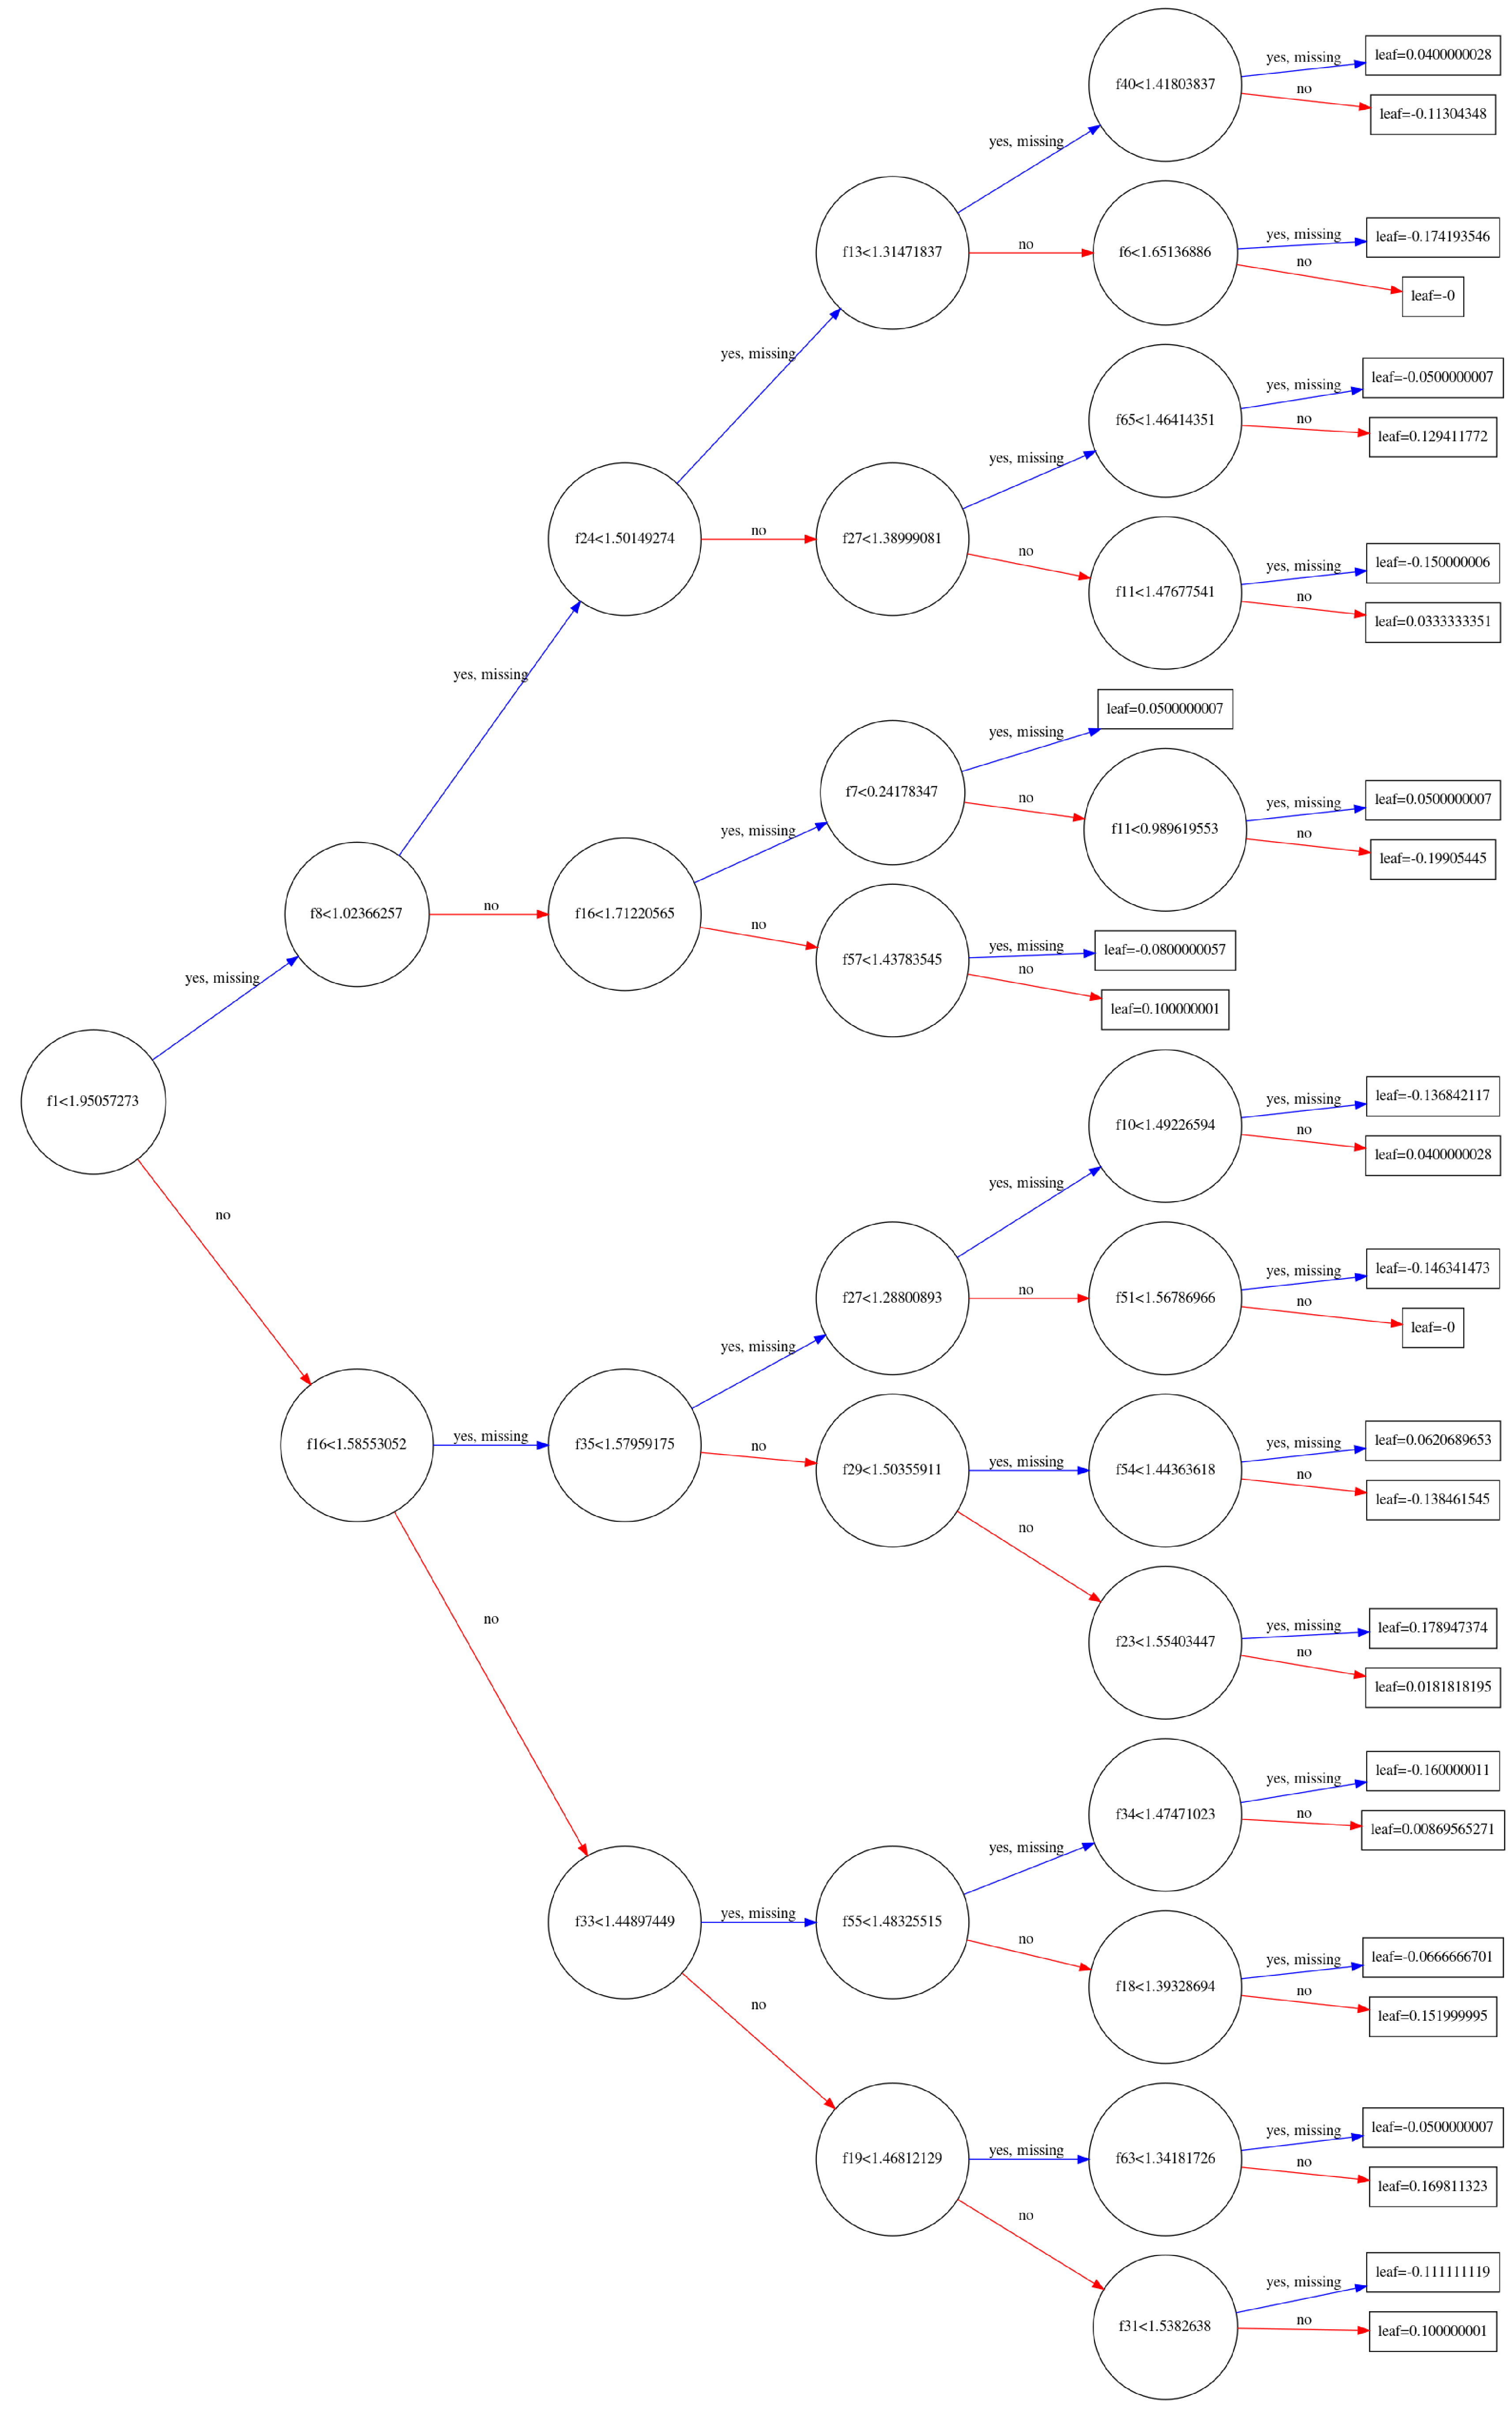 f40<1.41803837
yes, missing
leaf=0.0400000028
no
leaf=-0.11304348
yes, missing
f13<1.31471837
no
f6<1.65136886
yes, missing
leaf=-0.174193546
no
leaf=-0
yes, missing
f65<1.46414351
yes, missing
leaf=-0.0500000007
no
leaf=0.129411772
yes, missing
f24<1.50149274
no
f27<1.38999081
no
f11<1.47677541
yes, missing
leaf=-0.150000006
no
leaf=0.0333333351
yes, missing
leaf=0.0500000007
yes, missing
f7<0.24178347
no
f11<0.989619553
yes, missing
leaf=0.0500000007
no
leaf=-0.19905445
yes, missing
f8<1.02366257
no
f16<1.71220565
no
f57<1.43783545
yes, missing
leaf=-0.0800000057
no
leaf=0.100000001
yes, missing
f1<1.95057273
no
f10<1.49226594
yes, missing
leaf=-0.136842117
no
leaf=0.0400000028
yes, missing
f27<1.28800893
no
f51<1.56786966
yes, missing
leaf=-0.146341473
no
leaf=-0
yes, missing
f16<1.58553052
yes, missing
f35<1.57959175
no
f29<1.50355911
yes, missing
f54<1.44363618
yes, missing
leaf=0.0620689653
no
leaf=-0.138461545
no
f23<1.55403447
yes, missing
leaf=0.178947374
no
leaf=0.0181818195
no
f34<1.47471023
yes, missing
leaf=-0.160000011
no
leaf=0.00869565271
yes, missing
f33<1.44897449
yes, missing
f55<1.48325515
no
f18<1.39328694
yes, missing
leaf=-0.0666666701
no
leaf=0.151999995
no
f19<1.46812129
yes, missing
f63<1.34181726
yes, missing
leaf=-0.0500000007
no
leaf=0.169811323
no
f31<1.5382638
yes, missing
leaf=-0.111111119
no
leaf=0.100000001